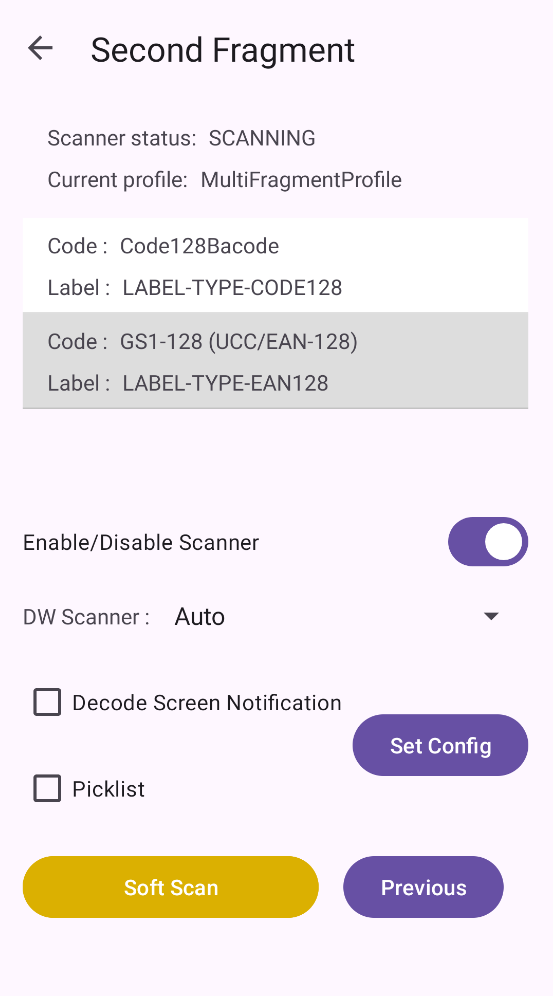 Second Fragment
Scanner status: SCANNING
Current profile: MultiFragmentProfile
Code : Code128Bacode
Label : LABEL-TYPE-CODE128
Code : GS1-128 (UCC/EAN-128)
Label : LABEL-TYPE-EAN128
Enable/Disable Scanner
DW Scanner : Auto
Decode Screen Notification
Set Config
Picklist
Soft Scan
Previous